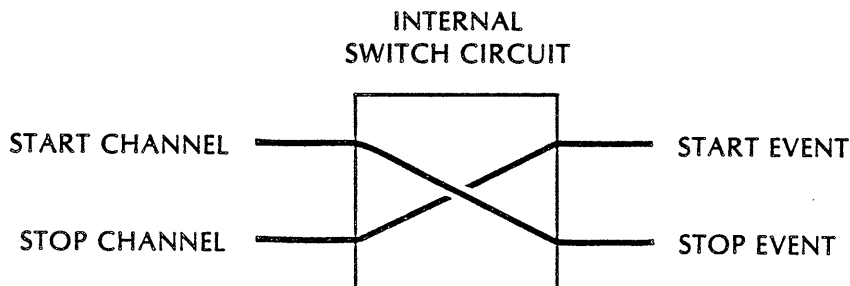 INTERNAL
SWITCH CIRCUIT
START CHANNEL
START EVENT
STOP CHANNEL
STOP EVENT